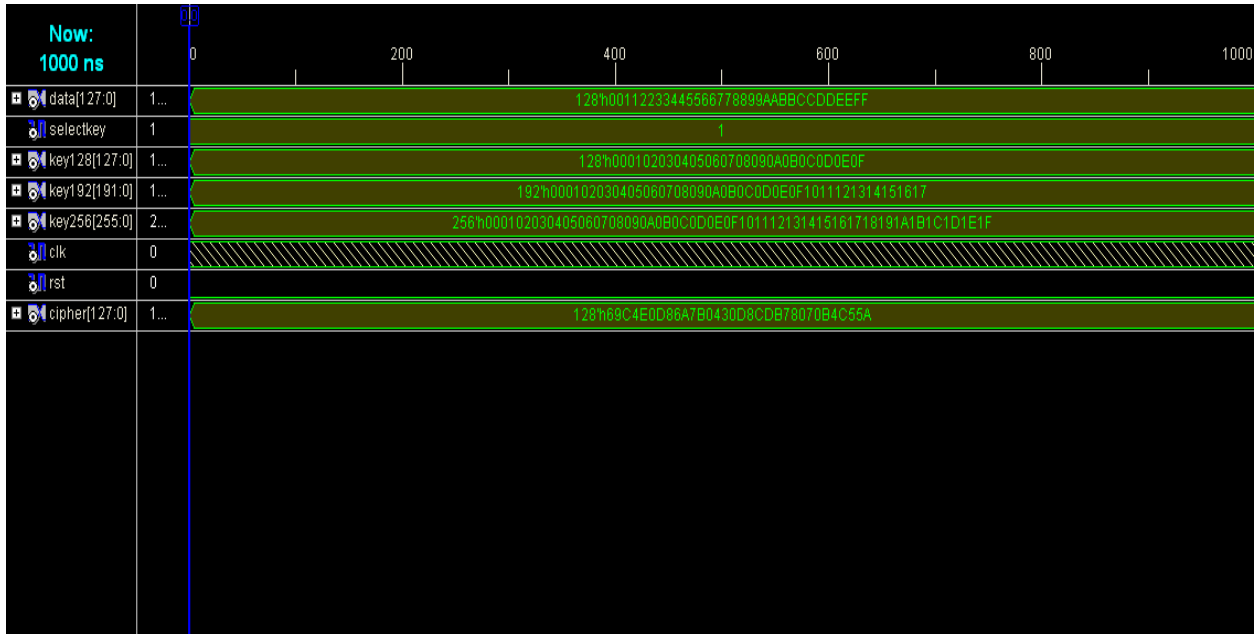 0.0
Now:
1000 ns
0 200 400 600 800 1000
data[127:0] 1... 128'h00112233445566778899AABBCCDDEEFF
selectkey 1 1
key128[127:0] 1... 128'h000102030405060708090A0B0C0D0E0F
key192[191:0] 1... 192'h000102030405060708090A0B0C0D0E0F1011121314151617
key256[255:0] 2... 256'h000102030405060708090A0B0C0D0E0F101112131415161718191A1B1C1D1E1F
clk 0
rst 0
cipher[127:0] 1... 128'h69C4E0D86A7B0430D8CDB78070B4C55A